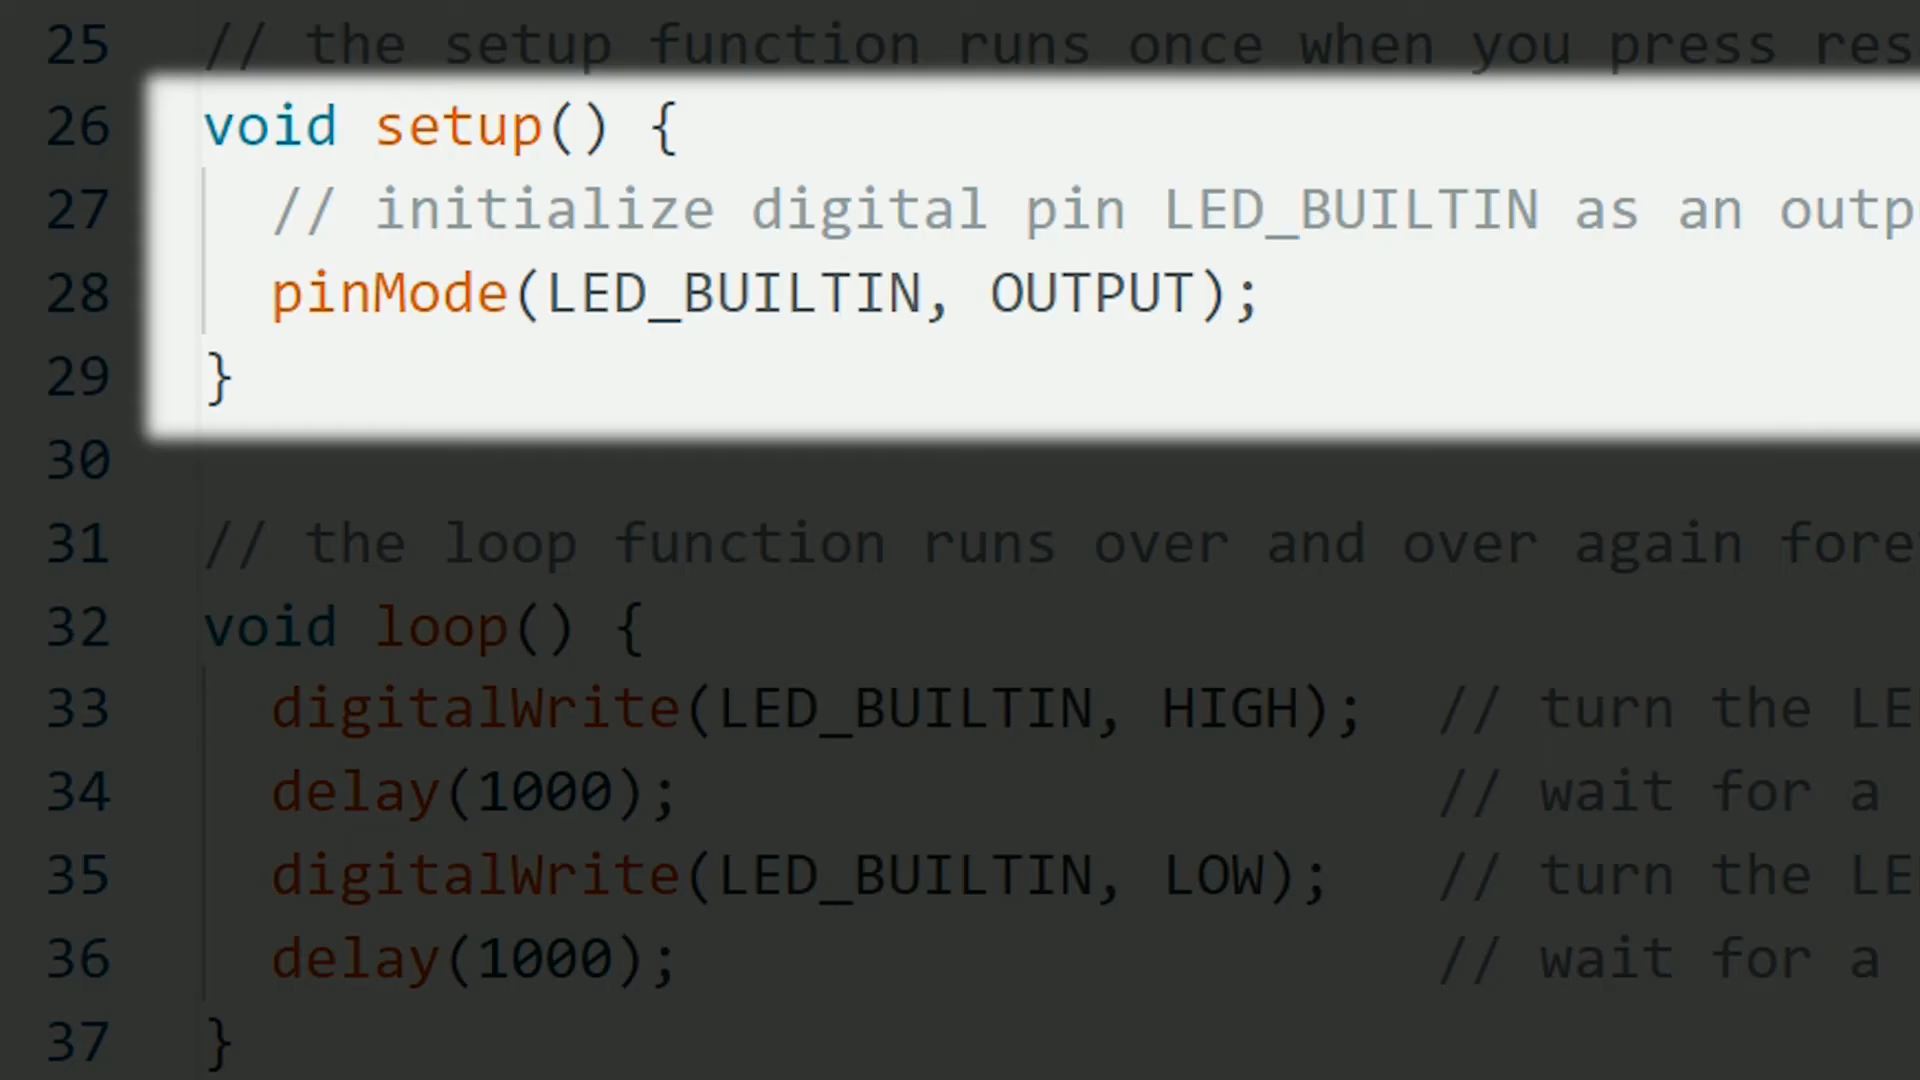 25 // the setup function runs once when you press res
26 void setup() {
27 // initialize digital pin LED_BUILTIN as an outp
28 pinMode(LED_BUILTIN, OUTPUT);
29 }
30
31 // the loop function runs over and over again fore
32 void loop() {
33 digitalWrite(LED_BUILTIN, HIGH); // turn the LE
34 delay(1000); // wait for a
35 digitalWrite(LED_BUILTIN, LOW); // turn the LE
36 delay(1000); // wait for a
37 }